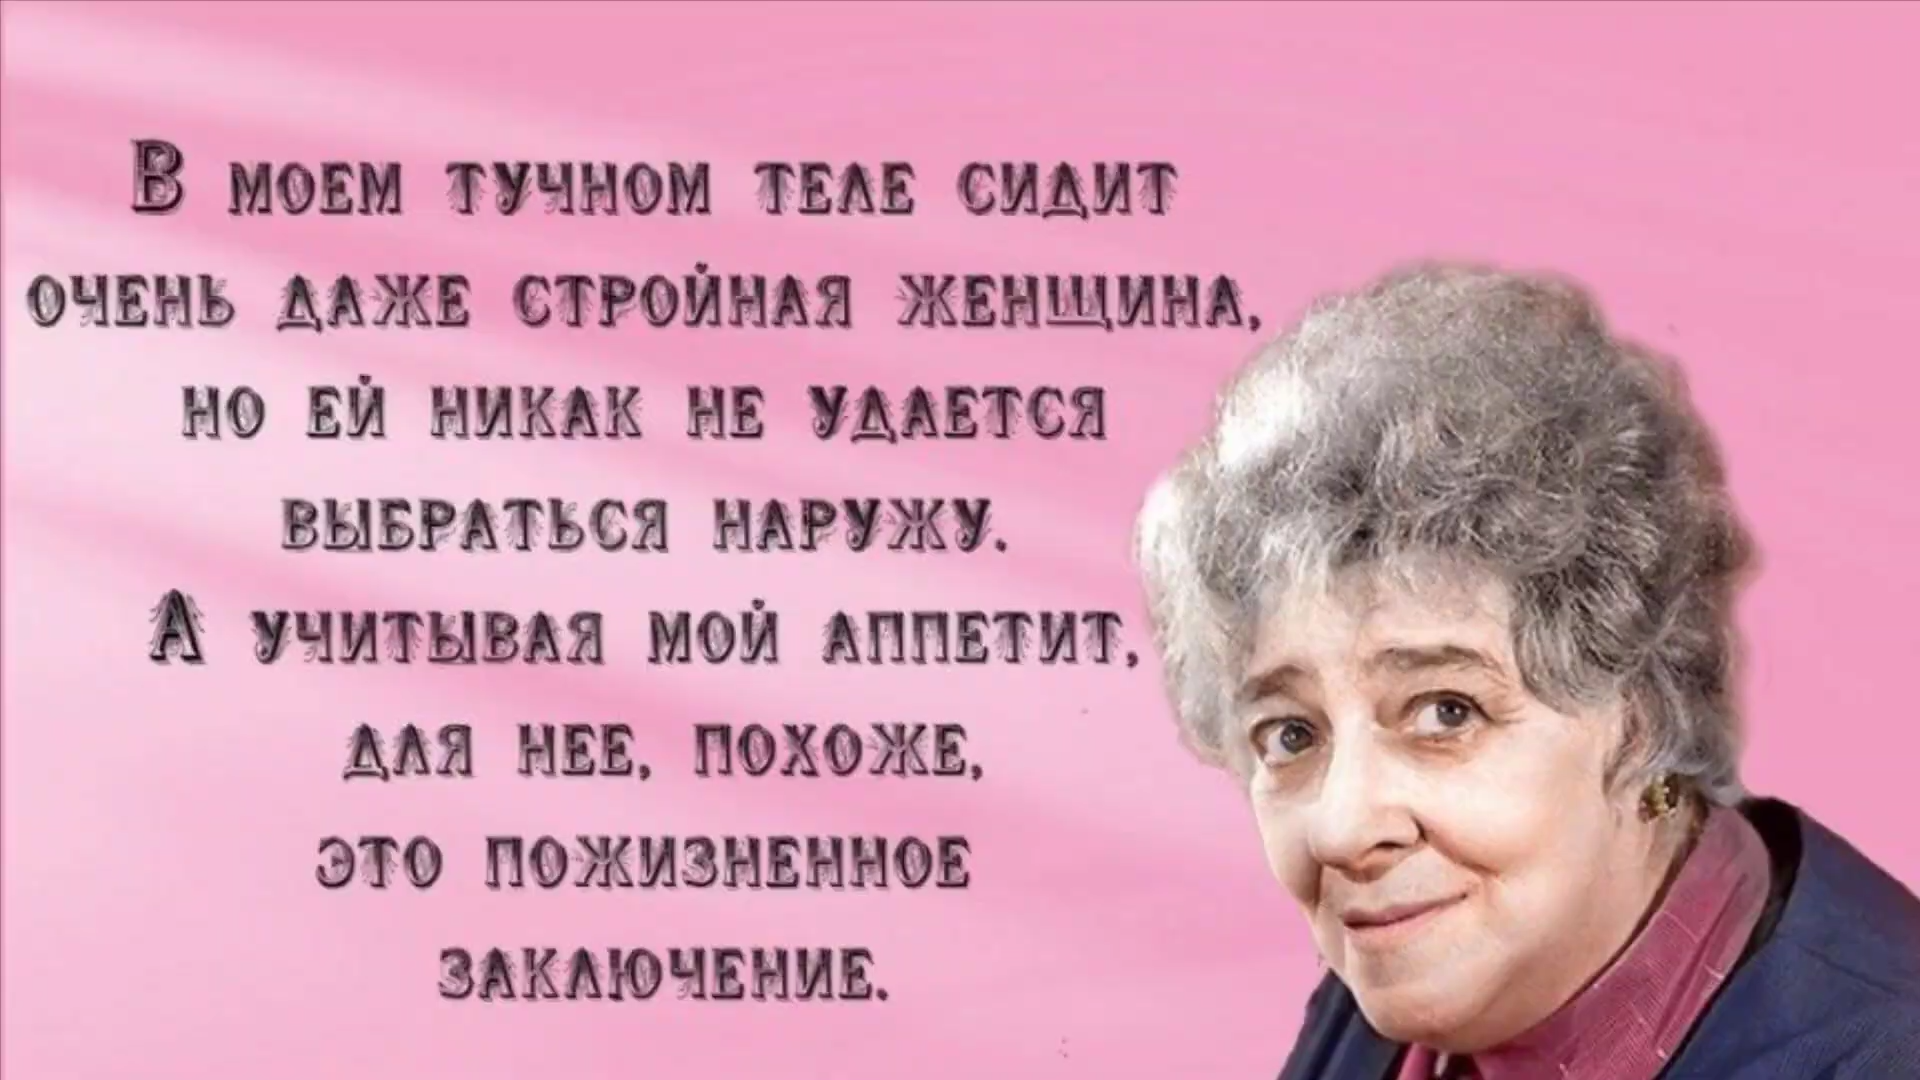 В моем тучном теле сидит
очень даже стройная женщина,
но ей никак не удается
выбраться наружу.
А учитывая мой аппетит,
для нее, похоже,
это пожизненное
заключение.